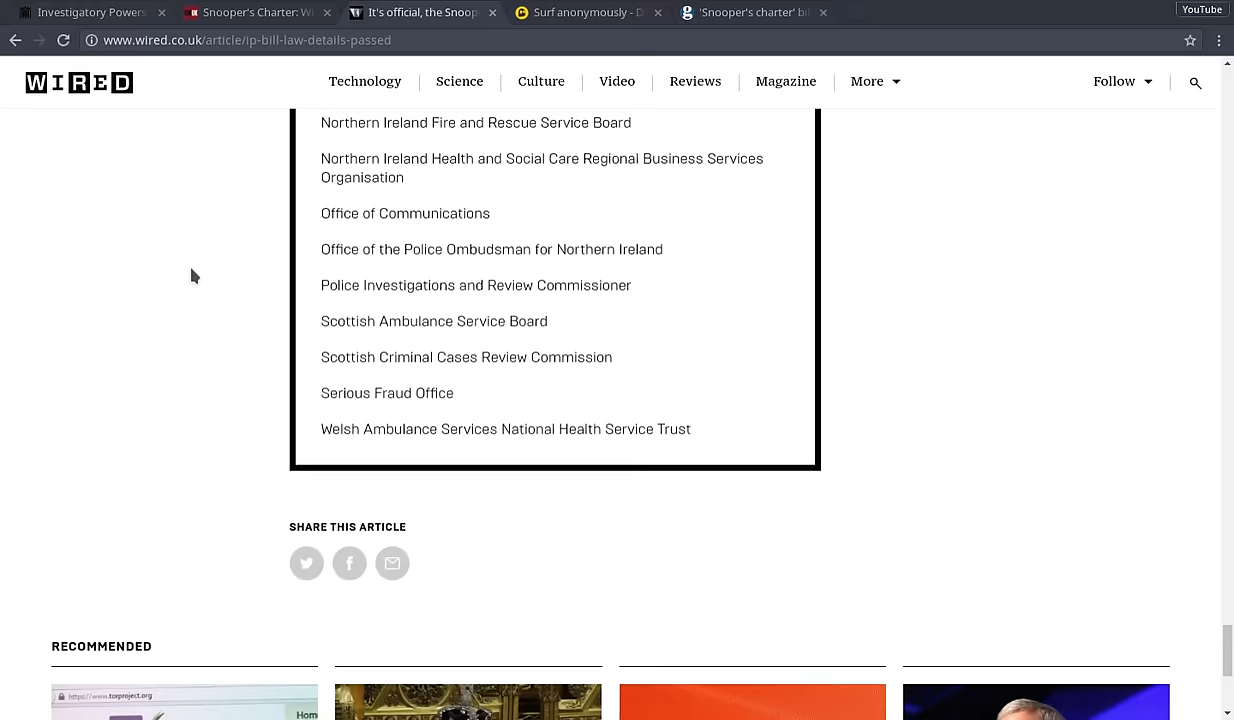 Investigatory Powers
Snooper's Charter: W
It's official, the Snoop
Surf anonymously - D
'Snooper's charter' bil
YouTube
www.wired.co.uk/article/ip-bill-law-details-passed
WIRED
Technology
Science
Culture
Video
Reviews
Magazine
More
Follow
Northern Ireland Fire and Rescue Service Board
Northern Ireland Health and Social Care Regional Business Services
Organisation
Office of Communications
Office of the Police Ombudsman for Northern Ireland
Police Investigations and Review Commissioner
Scottish Ambulance Service Board
Scottish Criminal Cases Review Commission
Serious Fraud Office
Welsh Ambulance Services National Health Service Trust
SHARE THIS ARTICLE
RECOMMENDED
https://www.torproject.org
Hom